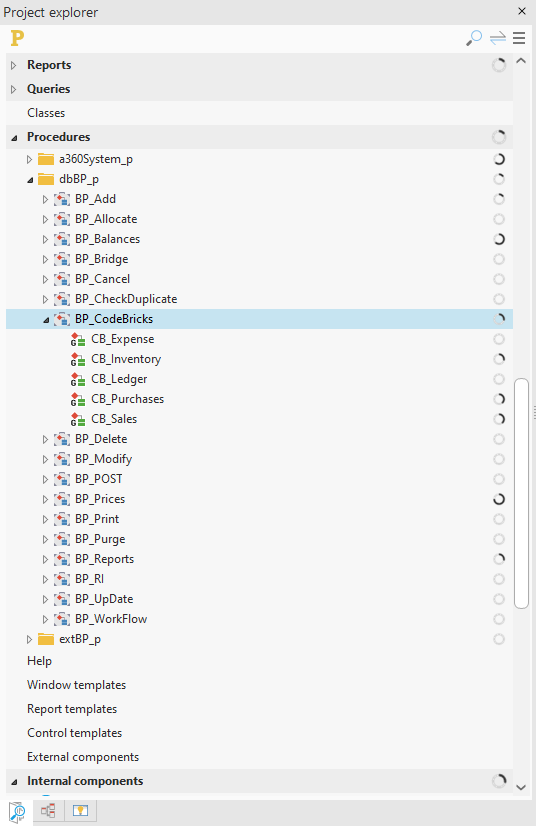 Project explorer
P
Reports
Queries
Classes
Procedures
a360System_p
dbBP_p
BP_Add
BP_Allocate
BP_Balances
BP_Bridge
BP_Cancel
BP_CheckDuplicate
BP_CodeBricks
G CB_Expense
G CB_Inventory
G CB_Ledger
G CB_Purchases
G CB_Sales
BP_Delete
BP_Modify
BP_POST
BP_Prices
BP_Print
BP_Purge
BP_Reports
BP_RI
BP_UpDate
BP_WorkFlow
extBP_p
Help
Window templates
Report templates
Control templates
External components
Internal components